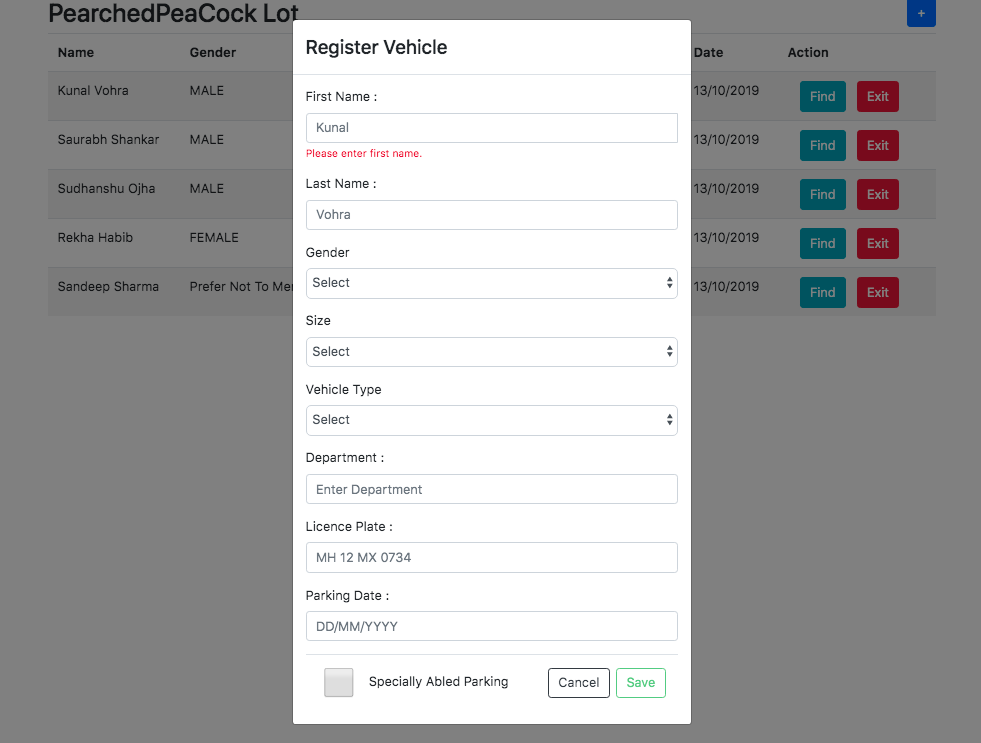 PearchedPeaCock Lot
+
Name Gender Date Action
Kunal Vohra MALE 13/10/2019 Find Exit
Saurabh Shankar MALE 13/10/2019 Find Exit
Sudhanshu Ojha MALE 13/10/2019 Find Exit
Rekha Habib FEMALE 13/10/2019 Find Exit
Sandeep Sharma Prefer Not To 13/10/2019 Find Exit
Register Vehicle
First Name :
Kunal
Please enter first name.
Last Name :
Vohra
Gender
Select
Size
Select
Vehicle Type
Select
Department :
Enter Department
Licence Plate :
MH 12 MX 0734
Parking Date :
DD/MM/YYYY
Specially Abled Parking Cancel Save